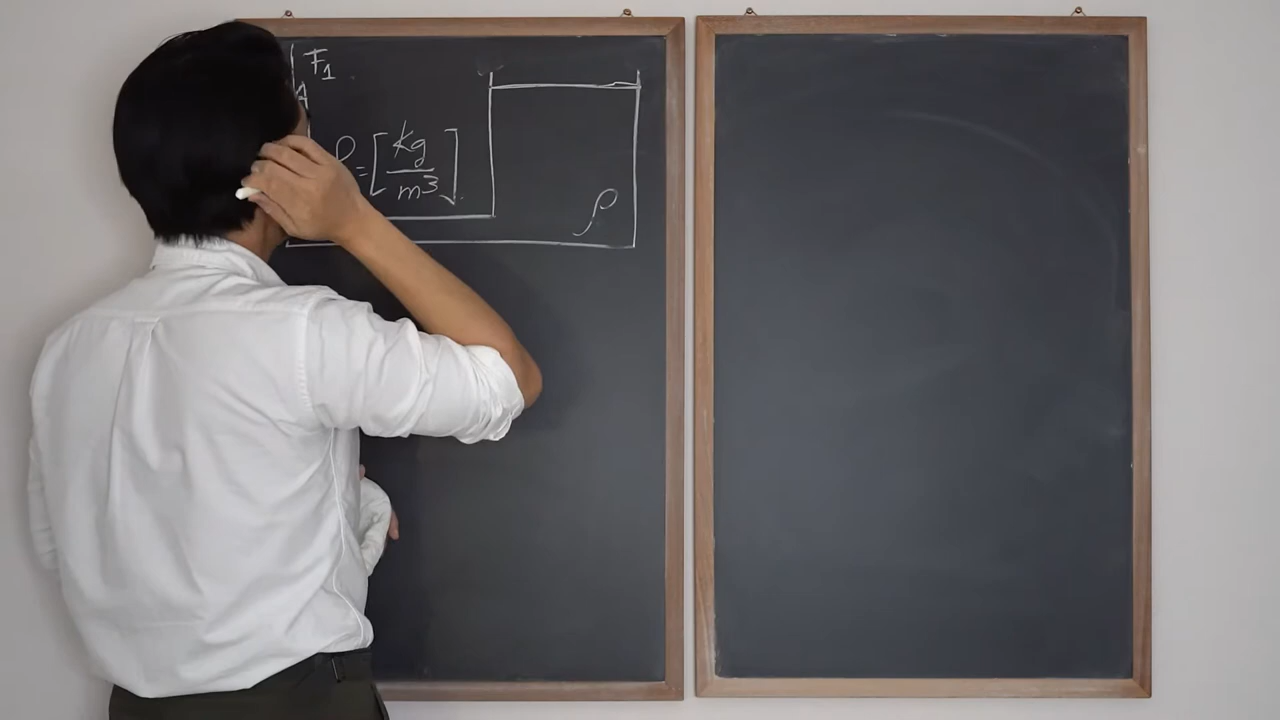 F₁
A
ρ = [kg/m³]
ρ